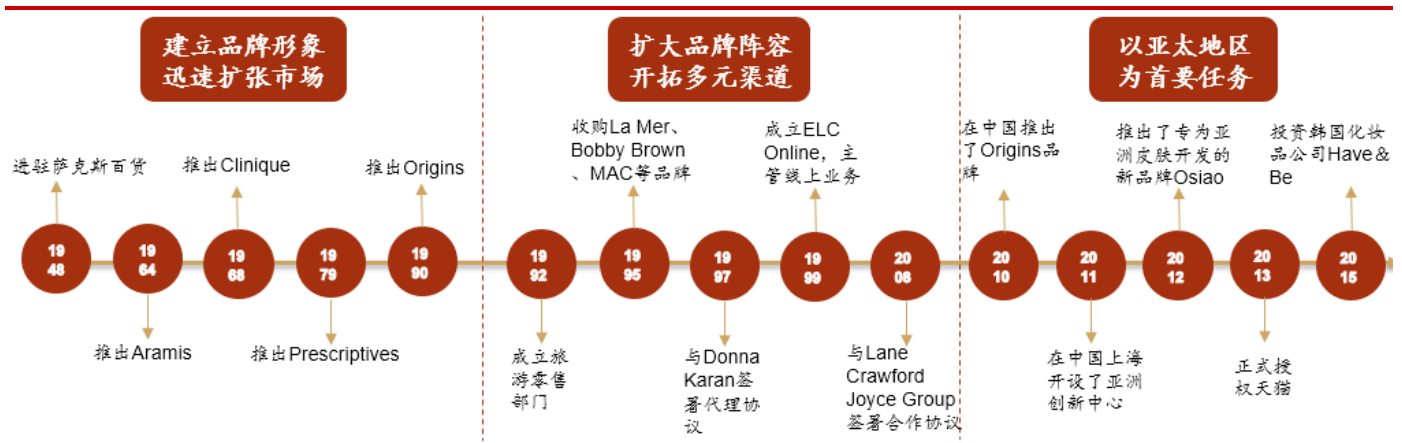 建立品牌形象
迅速扩张市场
扩大品牌阵容
开拓多元渠道
以亚太地区
为首要任务
进驻萨克斯百货
推出Clinique
推出Origins
收购La Mer、
Bobby Brown
、MAC等品牌
成立ELC
Online，主
管线上业务
在中国推出
了Origins品
牌
推出了专为亚
洲皮肤开发的
新品牌Osiao
投资韩国化妆
品公司Have＆
Be
19
48
19
64
19
68
19
79
19
90
19
92
19
95
19
97
19
99
20
08
20
10
20
11
20
12
20
13
20
15
推出Aramis
推出Prescriptives
成立旅
游零售
部门
与Donna
Karan签
署代理协
议
与Lane
Crawford
Joyce Group
签署合作协议
在中国上海
开设了亚洲
创新中心
正式授
权天猫